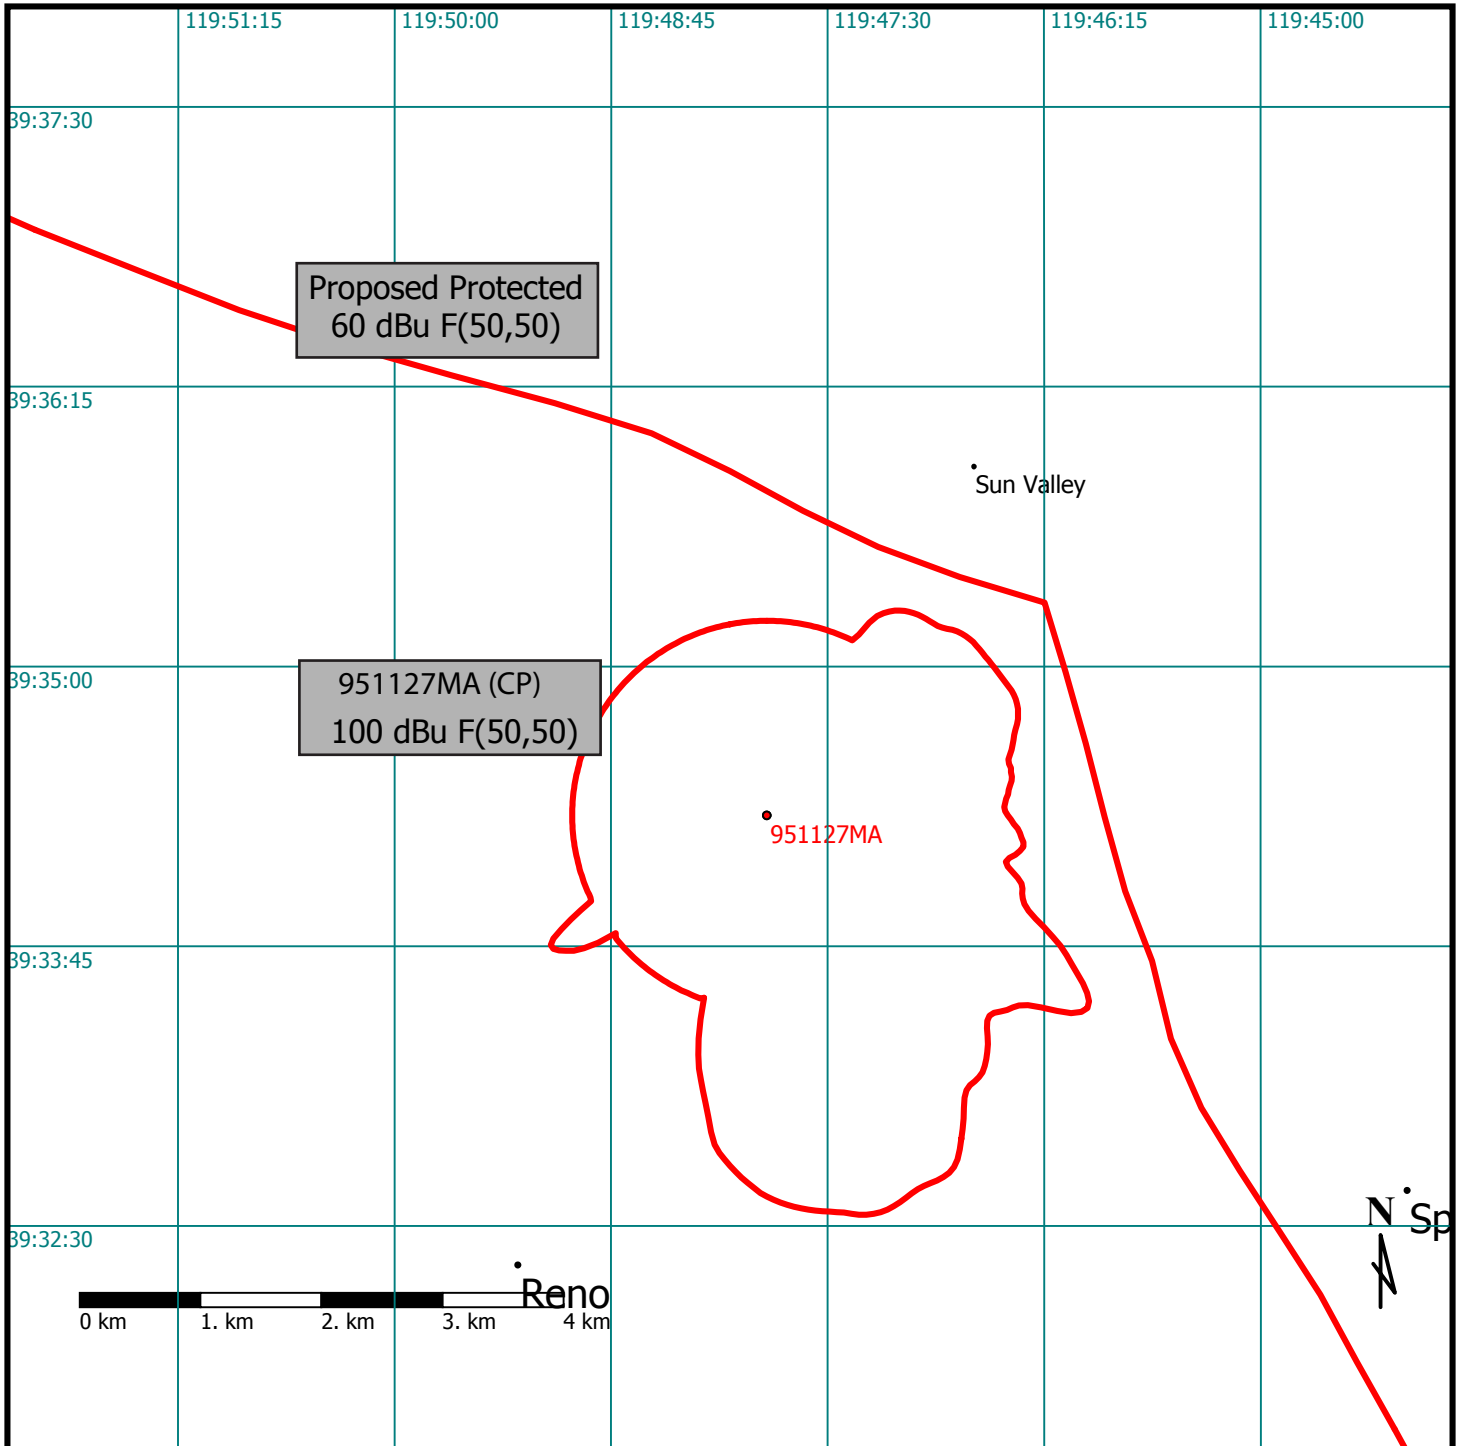 119:51:15 119:50:00 119:48:45 119:47:30 119:46:15 119:45:00
39:37:30
Proposed Protected
60 dBu F(50,50)
39:36:15
Sun Valley
39:35:00
951127MA (CP)
100 dBu F(50,50)
951127MA
39:33:45
N
Sp
39:32:30
Reno
0 km 1. km 2. km 3. km 4 km